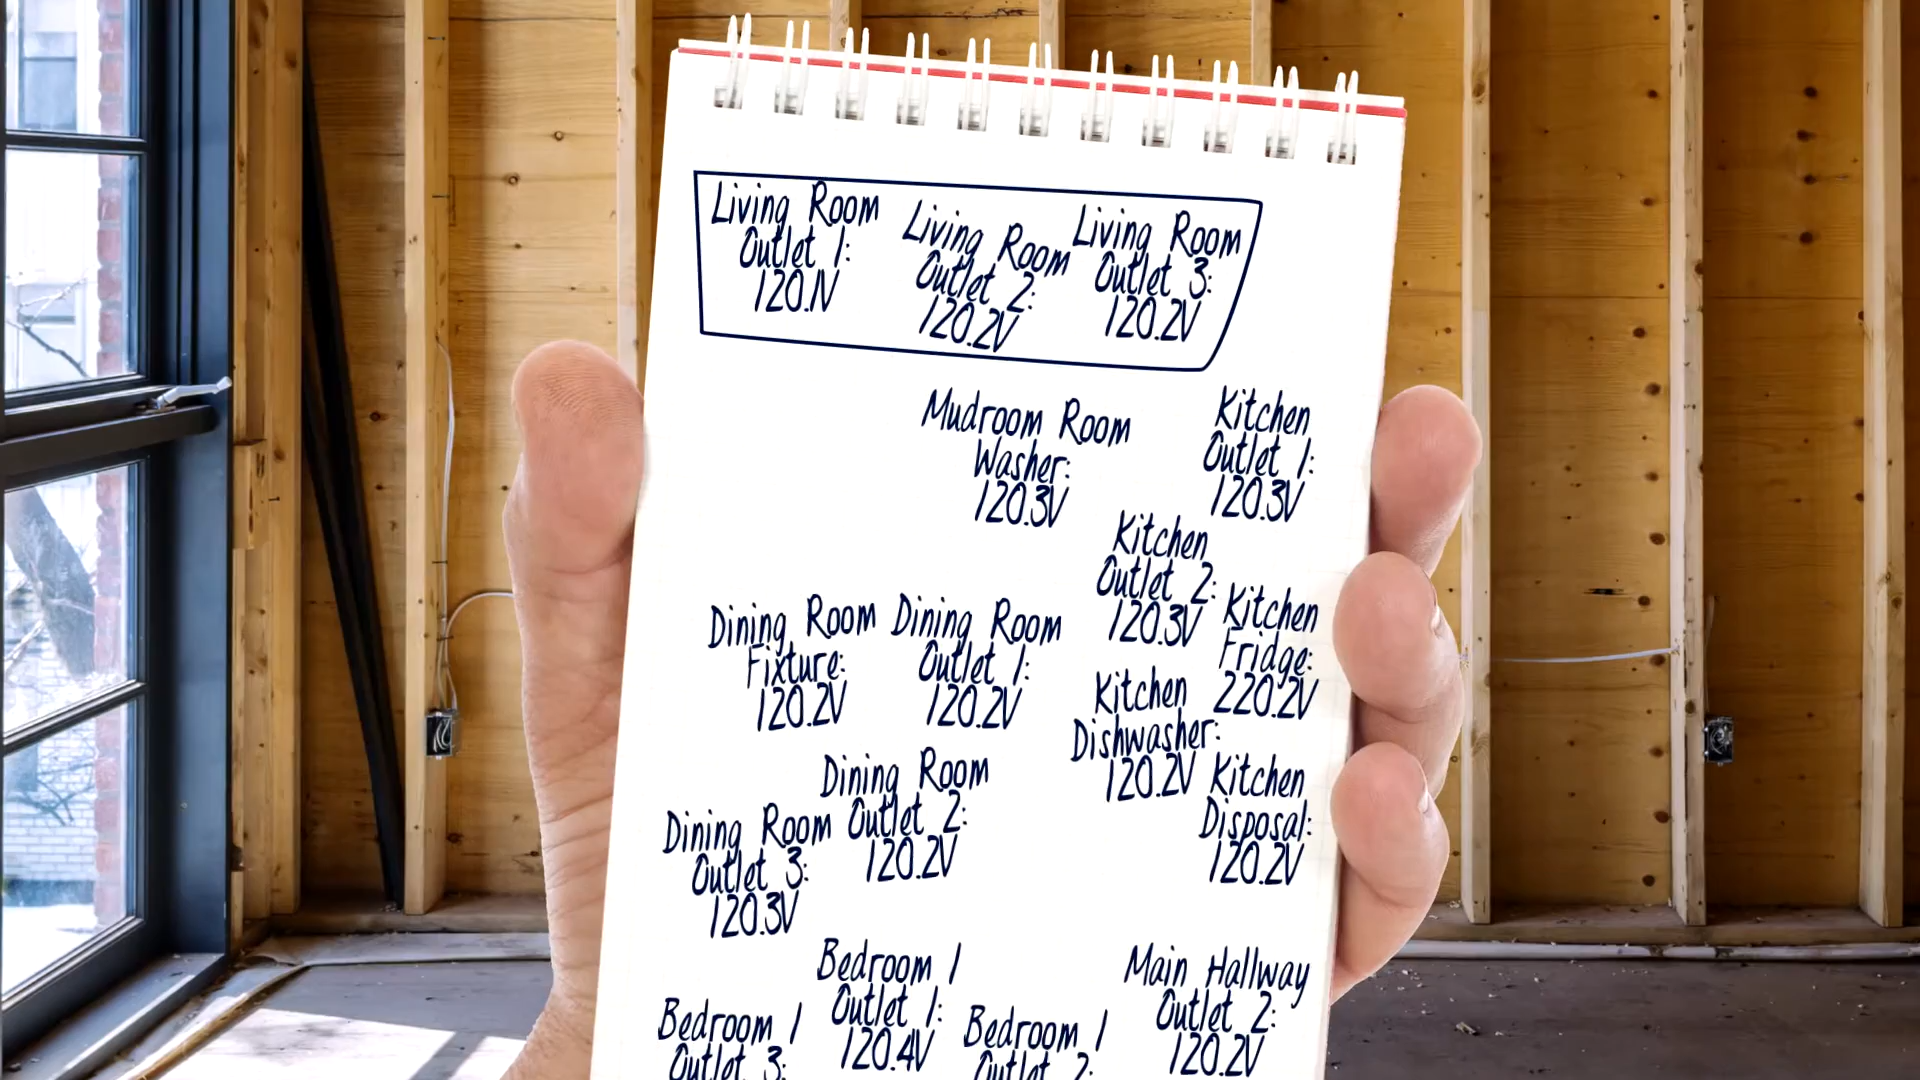 Living Room
Outlet 1:
120.1V
Living Room
Outlet 2:
120.2V
Living Room
Outlet 3:
120.2V
Mudroom Room
Washer:
120.3V
Kitchen
Outlet 1:
120.3V
Kitchen
Outlet 2:
120.3V
Kitchen
Fridge:
220.2V
Dining Room
Fixture:
120.2V
Dining Room
Outlet 1:
120.2V
Kitchen
Dishwasher:
120.2V
Kitchen
Disposal:
120.2V
Dining Room
Outlet 2:
120.2V
Dining Room
Outlet 3:
120.3V
Bedroom 1
Outlet 1:
120.4V
Main Hallway
Outlet 2:
120.2V
Bedroom 1
Outlet 3:
Bedroom 1
Outlet 2: